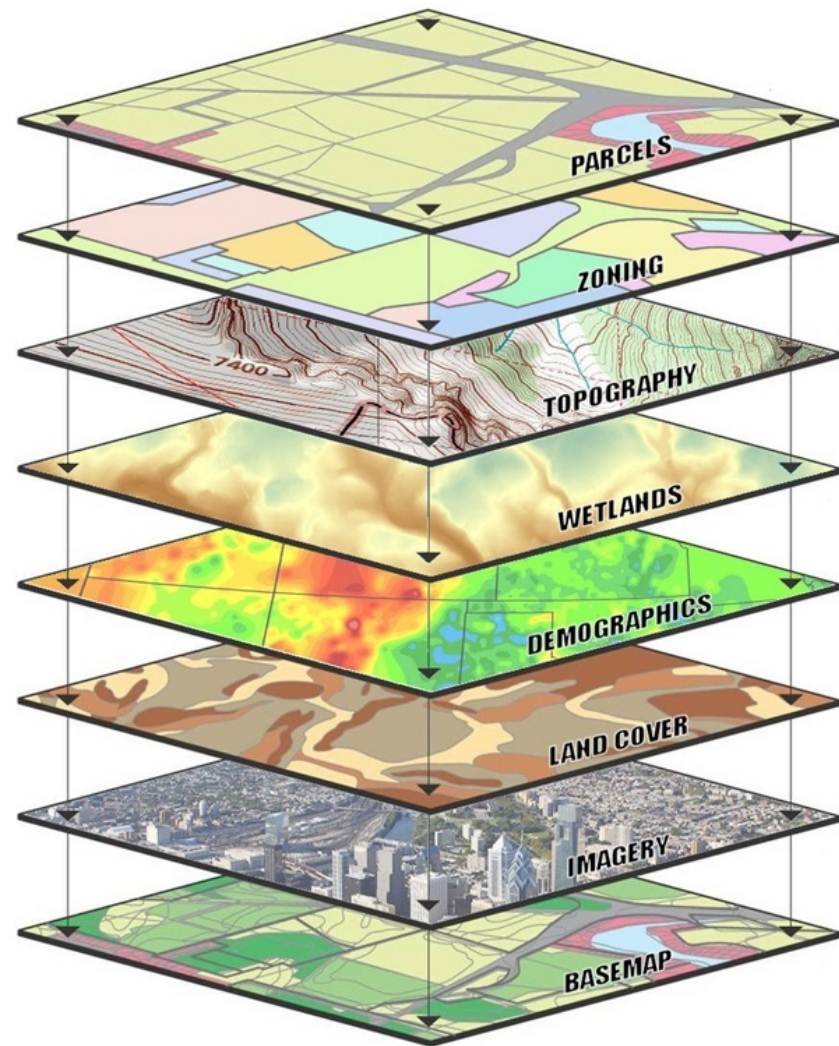 PARCELS
ZONING
7400
TOPOGRAPHY
WETLANDS
DEMOGRAPHICS
LAND COVER
IMAGERY
BASEMAP